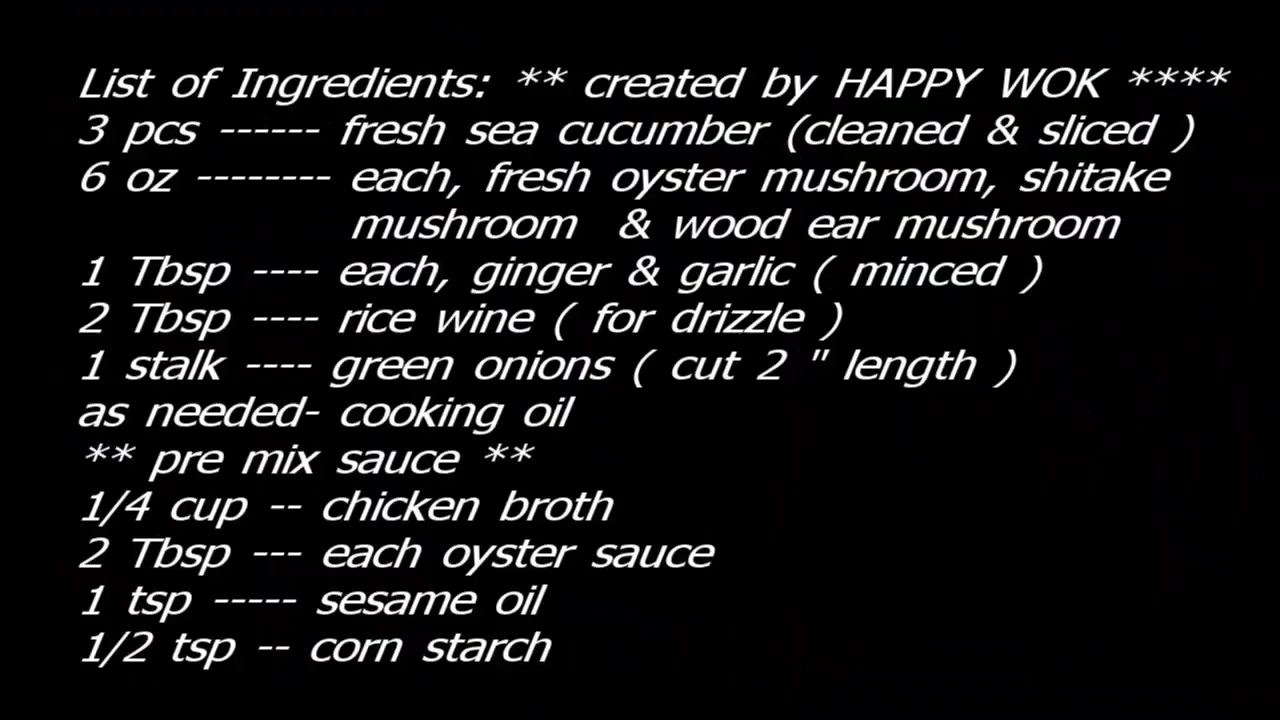 List of Ingredients: ** created by HAPPY WOK ****
3 pcs ------ fresh sea cucumber (cleaned & sliced )
6 oz -------- each, fresh oyster mushroom, shitake
mushroom & wood ear mushroom
1 Tbsp ---- each, ginger & garlic ( minced )
2 Tbsp ---- rice wine ( for drizzle )
1 stalk ---- green onions ( cut 2 " length )
as needed- cooking oil
** pre mix sauce **
1/4 cup -- chicken broth
2 Tbsp --- each oyster sauce
1 tsp ----- sesame oil
1/2 tsp -- corn starch